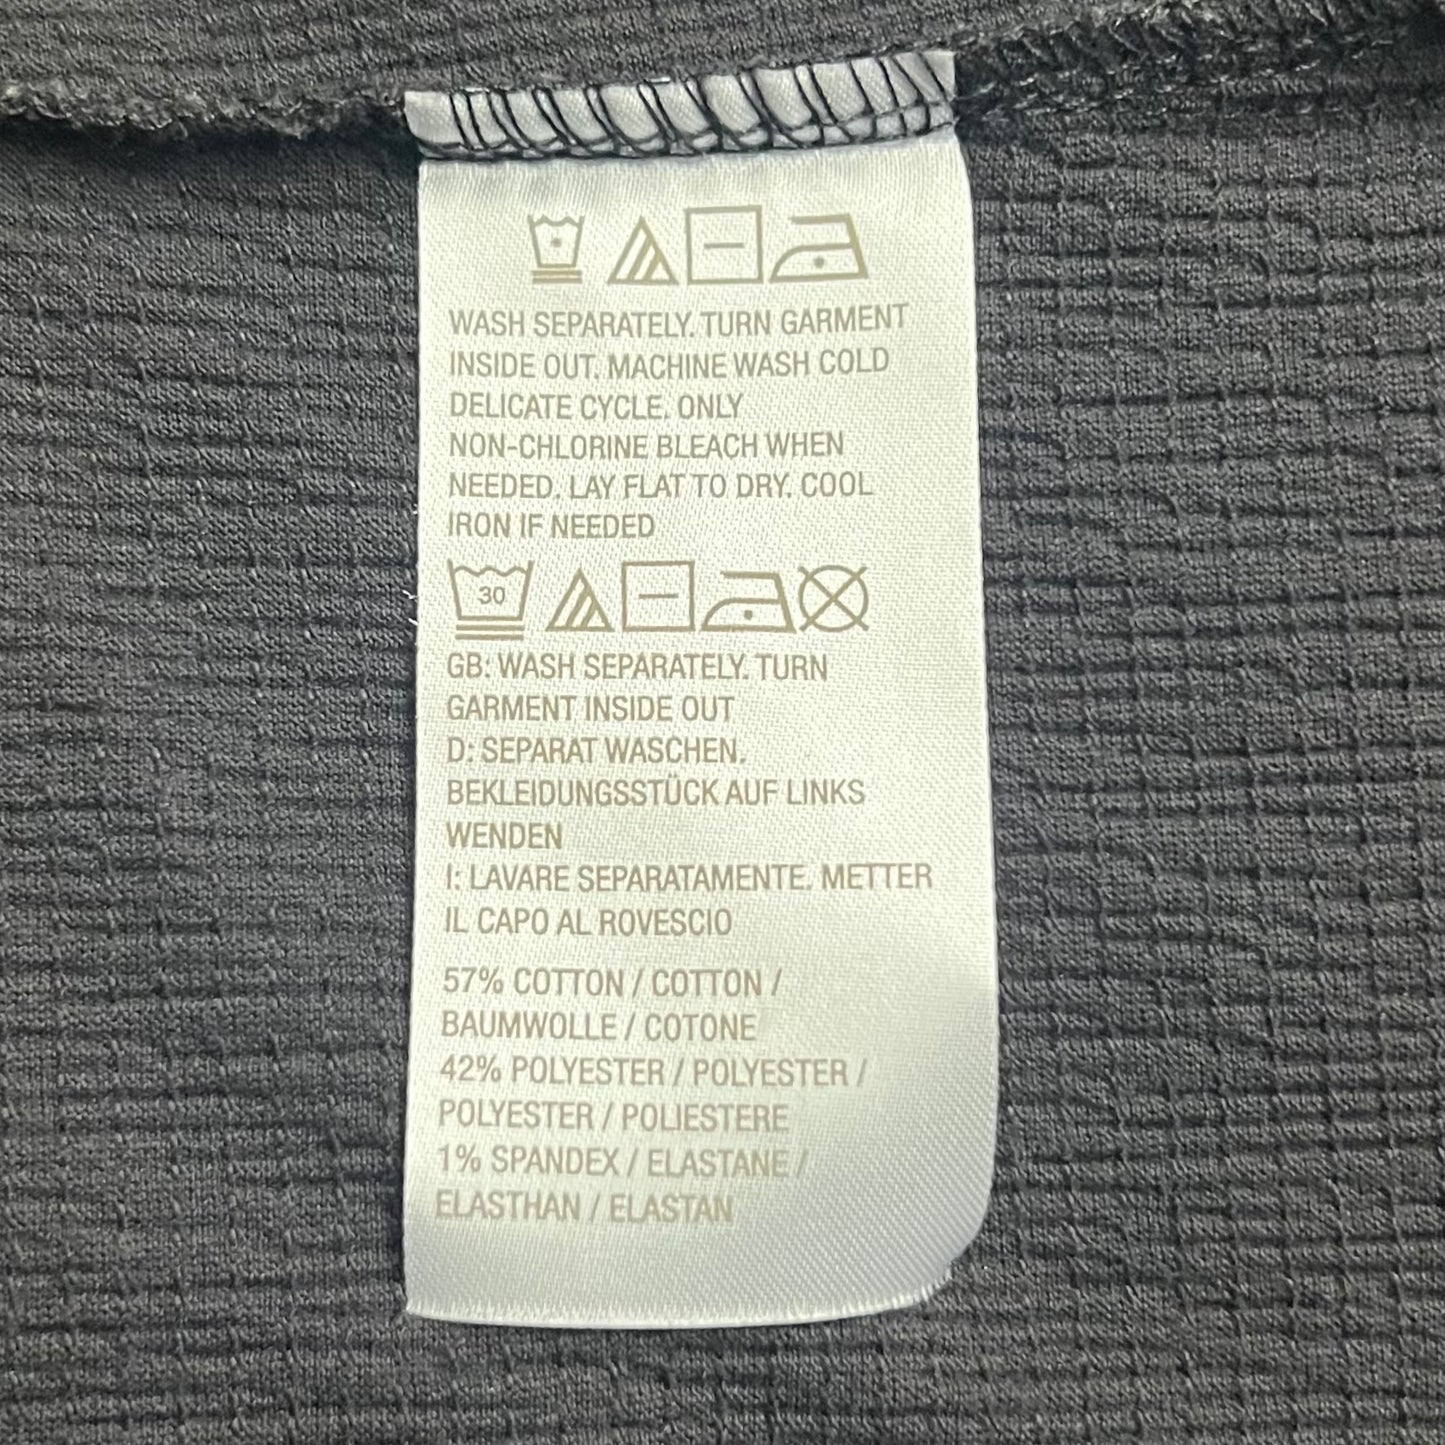 WASH SEPARATELY. TURN GARMENT
INSIDE OUT. MACHINE WASH COLD
DELICATE CYCLE. ONLY
NON-CHLORINE BLEACH WHEN
NEEDED. LAY FLAT TO DRY. COOL
IRON IF NEEDED
30
GB: WASH SEPARATELY. TURN
GARMENT INSIDE OUT
D: SEPARAT WASCHEN.
BEKLEIDUNGSSTÜCK AUF LINKS
WENDEN
I: LAVARE SEPARATAMENTE. METTER
IL CAPO AL ROVESCIO
57% COTTON / COTTON /
BAUMWOLLE / COTONE
42% POLYESTER / POLYESTER /
POLYESTER / POLIESTERE
1% SPANDEX / ELASTANE /
ELASTHAN / ELASTAN